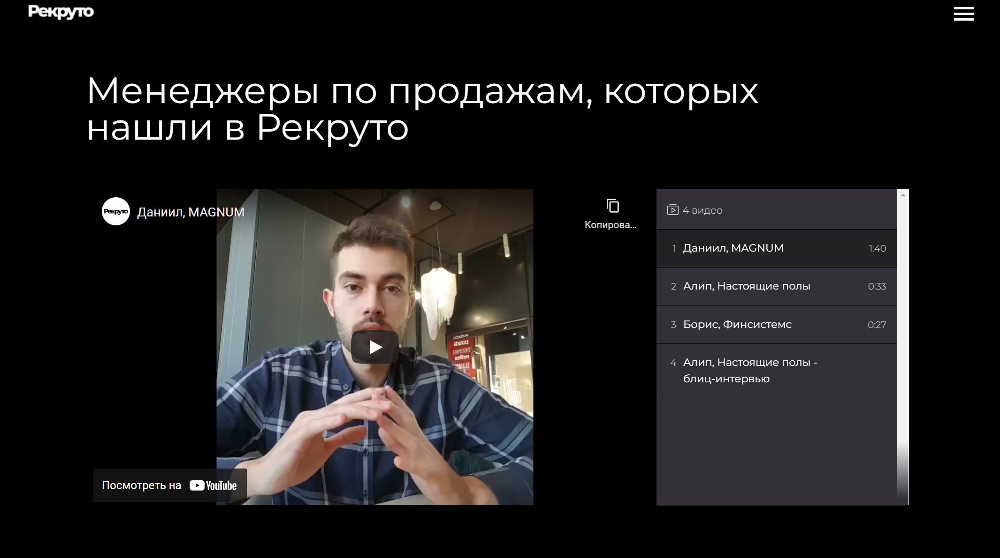 Рекруто
Менеджеры по продажам, которых
нашли в Рекруто
Рекруто
Даниил, MAGNUM
Копирова...
Посмотреть на YouTube
4 видео
1 Даниил, MAGNUM 1:40
2 Алип, Настоящие полы 0:33
3 Борис, Финсистемс 0:27
4 Алип, Настоящие полы -
блиц-интервью